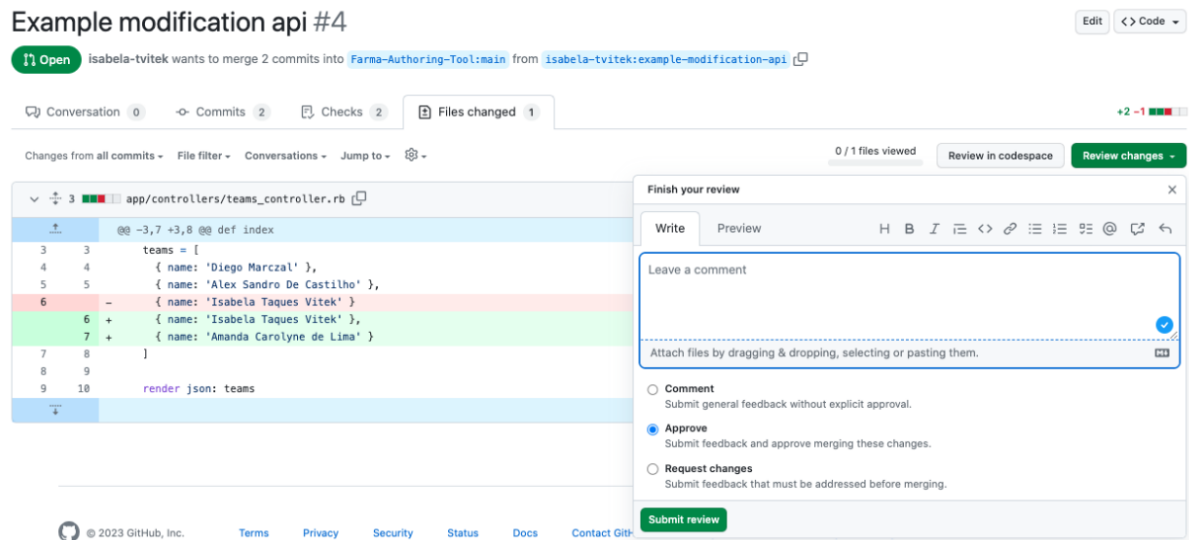 Example modification api #4
Edit
<> Code
Open isabela-tvitek wants to merge 2 commits into Farma-Authoring-Tool:main from isabela-tvitek:example-modification-api
Conversation 0 Commits 2 Checks 2 Files changed 1
+2 −1
Changes from all commits File filter Conversations Jump to
0 / 1 files viewed
Review in codespace
Review changes
3 app/controllers/teams_controller.rb
@@ -3,7 +3,8 @@ def index
3 3 teams = [
4 4 { name: 'Diego Marczal' },
5 5 { name: 'Alex Sandro De Castilho' },
6 - { name: 'Isabela Taques Vitek' }
6 + { name: 'Isabela Taques Vitek' },
7 + { name: 'Amanda Carolyne de Lima' }
7 8 ]
8 9
9 10 render json: teams
Finish your review
Write Preview
H B I
Leave a comment
Attach files by dragging & dropping, selecting or pasting them.
Comment
Submit general feedback without explicit approval.
Approve
Submit feedback and approve merging these changes.
Request changes
Submit feedback that must be addressed before merging.
Submit review
© 2023 GitHub, Inc. Terms Privacy Security Status Docs Contact GitH